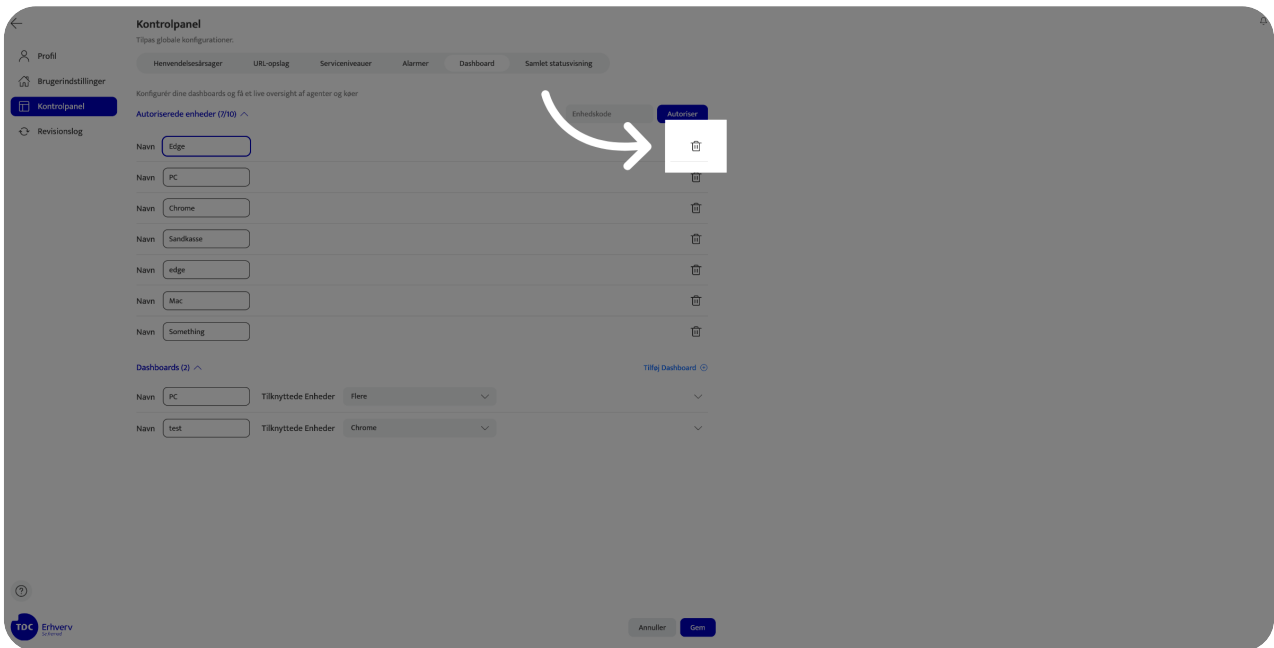 Kontrolpanel
Tilpas globale konfigurationer.
Profil
Brugerindstillinger
Kontrolpanel
Revisionslog
Henvendelsesårsager URL-opslag Serviceniveauer Alarmer Dashboard Samlet statusvisning
Konfigurér dine dashboards og få et live oversigt af agenter og køer
Autoriserede enheder (7/10) Enhedskode Autoriser
Navn Edge
Navn PC
Navn Chrome
Navn Sandkasse
Navn edge
Navn Mac
Navn Something
Dashboards (2) Tilføj Dashboard
Navn PC Tilknyttede Enheder Flere
Navn test Tilknyttede Enheder Chrome
TDC Erhverv
Annuller Gem